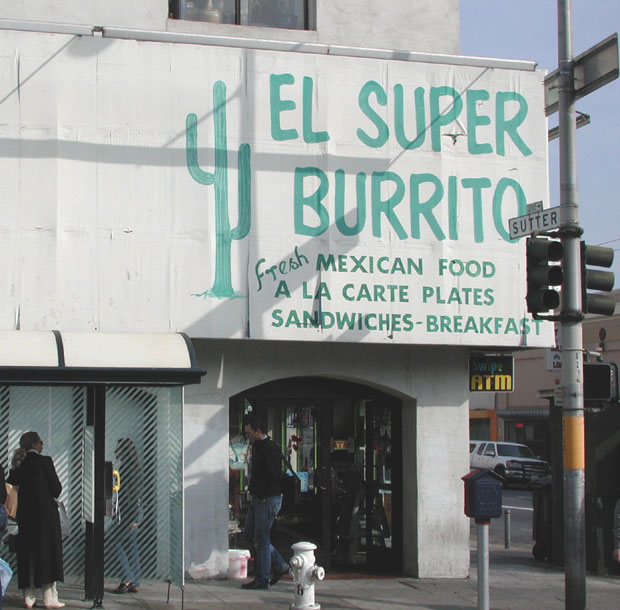 EL SUPER
BURRITO
fresh MEXICAN FOOD
A LA CARTE PLATES
SANDWICHES-BREAKFAST
SUTTER
Swipe
ATM